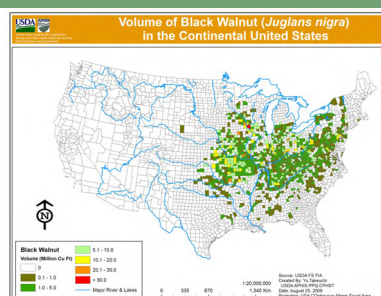 USDA
APHIS
Volume of Black Walnut (Juglans nigra)
in the Continental United States
N
Black Walnut
Volume (Million Cu Ft)
0
0.1 - 1.0
1.0 - 5.0
5.1 - 10.0
10.1 - 20.0
20.1 - 30.0
> 30.0
Major River & Lakes
1:20,000,000
0 335 670 1,340 Km
Source: USDA FS FIA
Created By: Yu Takeuchi
USDA APHIS PPQ CPHST
Date: August 25, 2009